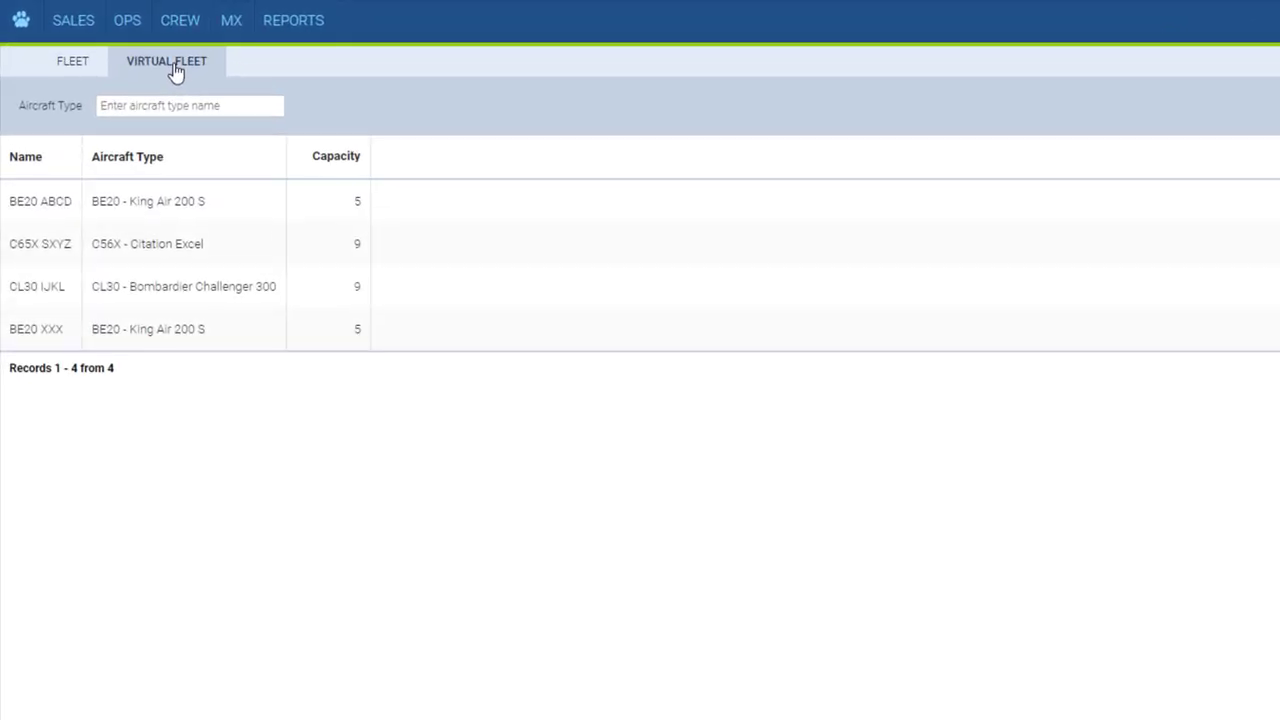 SALES OPS CREW MX REPORTS
FLEET VIRTUAL FLEET
Aircraft Type Enter aircraft type name
Name Aircraft Type Capacity
BE20 ABCD BE20 - King Air 200 S 5
C65X SXYZ C56X - Citation Excel 9
CL30 IJKL CL30 - Bombardier Challenger 300 9
BE20 XXX BE20 - King Air 200 S 5
Records 1 - 4 from 4